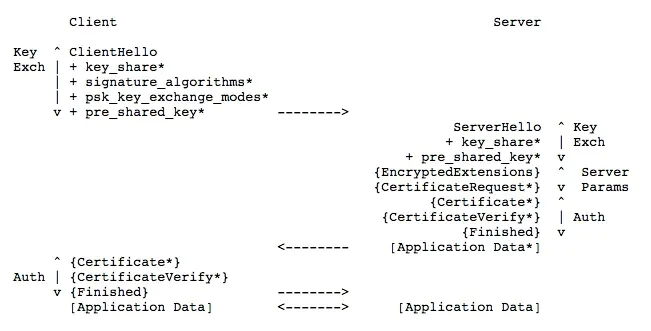 Client                                           Server

Key  ^ ClientHello
Exch | + key_share*
     | + signature_algorithms*
     | + psk_key_exchange_modes*
     v + pre_shared_key*         -------->
                                                  ServerHello  ^ Key
                                                 + key_share*  | Exch
                                            + pre_shared_key*  v
                                        {EncryptedExtensions}  ^  Server
                                        {CertificateRequest*}  v  Params
                                               {Certificate*}  ^
                                         {CertificateVerify*}  | Auth
                                                   {Finished}  v
                                 <--------  [Application Data*]
     ^ {Certificate*}
Auth | {CertificateVerify*}
     v {Finished}                -------->
       [Application Data]        <------->  [Application Data]